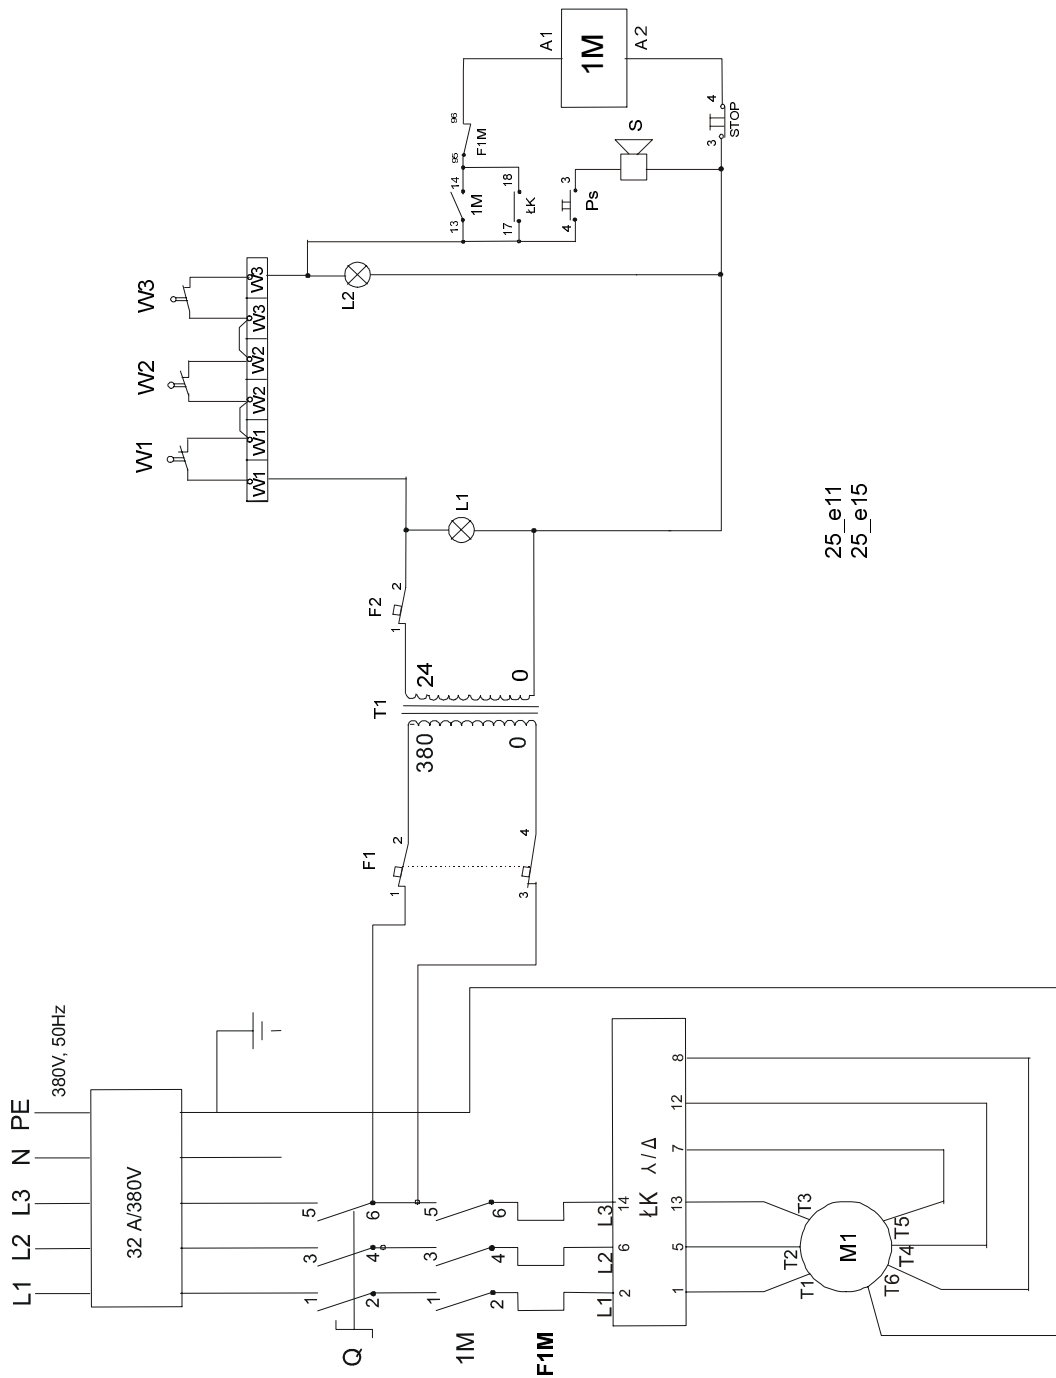 L1
L2
L3
N
PE
380V, 50Hz
32 A/380V
1
3
5
2
4
6
Q
1
3
5
2
4
6
1M
F1M
L1
L2
L3
2
6
14
ŁK
⅄ / Δ
1
5
13
7
12
8
T1
T2
T3
M1
T6
T4
T5
F1
1
2
3
4
T1
380
0
24
0
F2
1
2
L1
W1
W2
W3
W1
W1
W2
W2
W3
W3
L2
13
14
1M
17
18
ŁK
4
3
Ps
95
96
F1M
S
A1
1M
A2
3
4
STOP
25_e11
25_e15